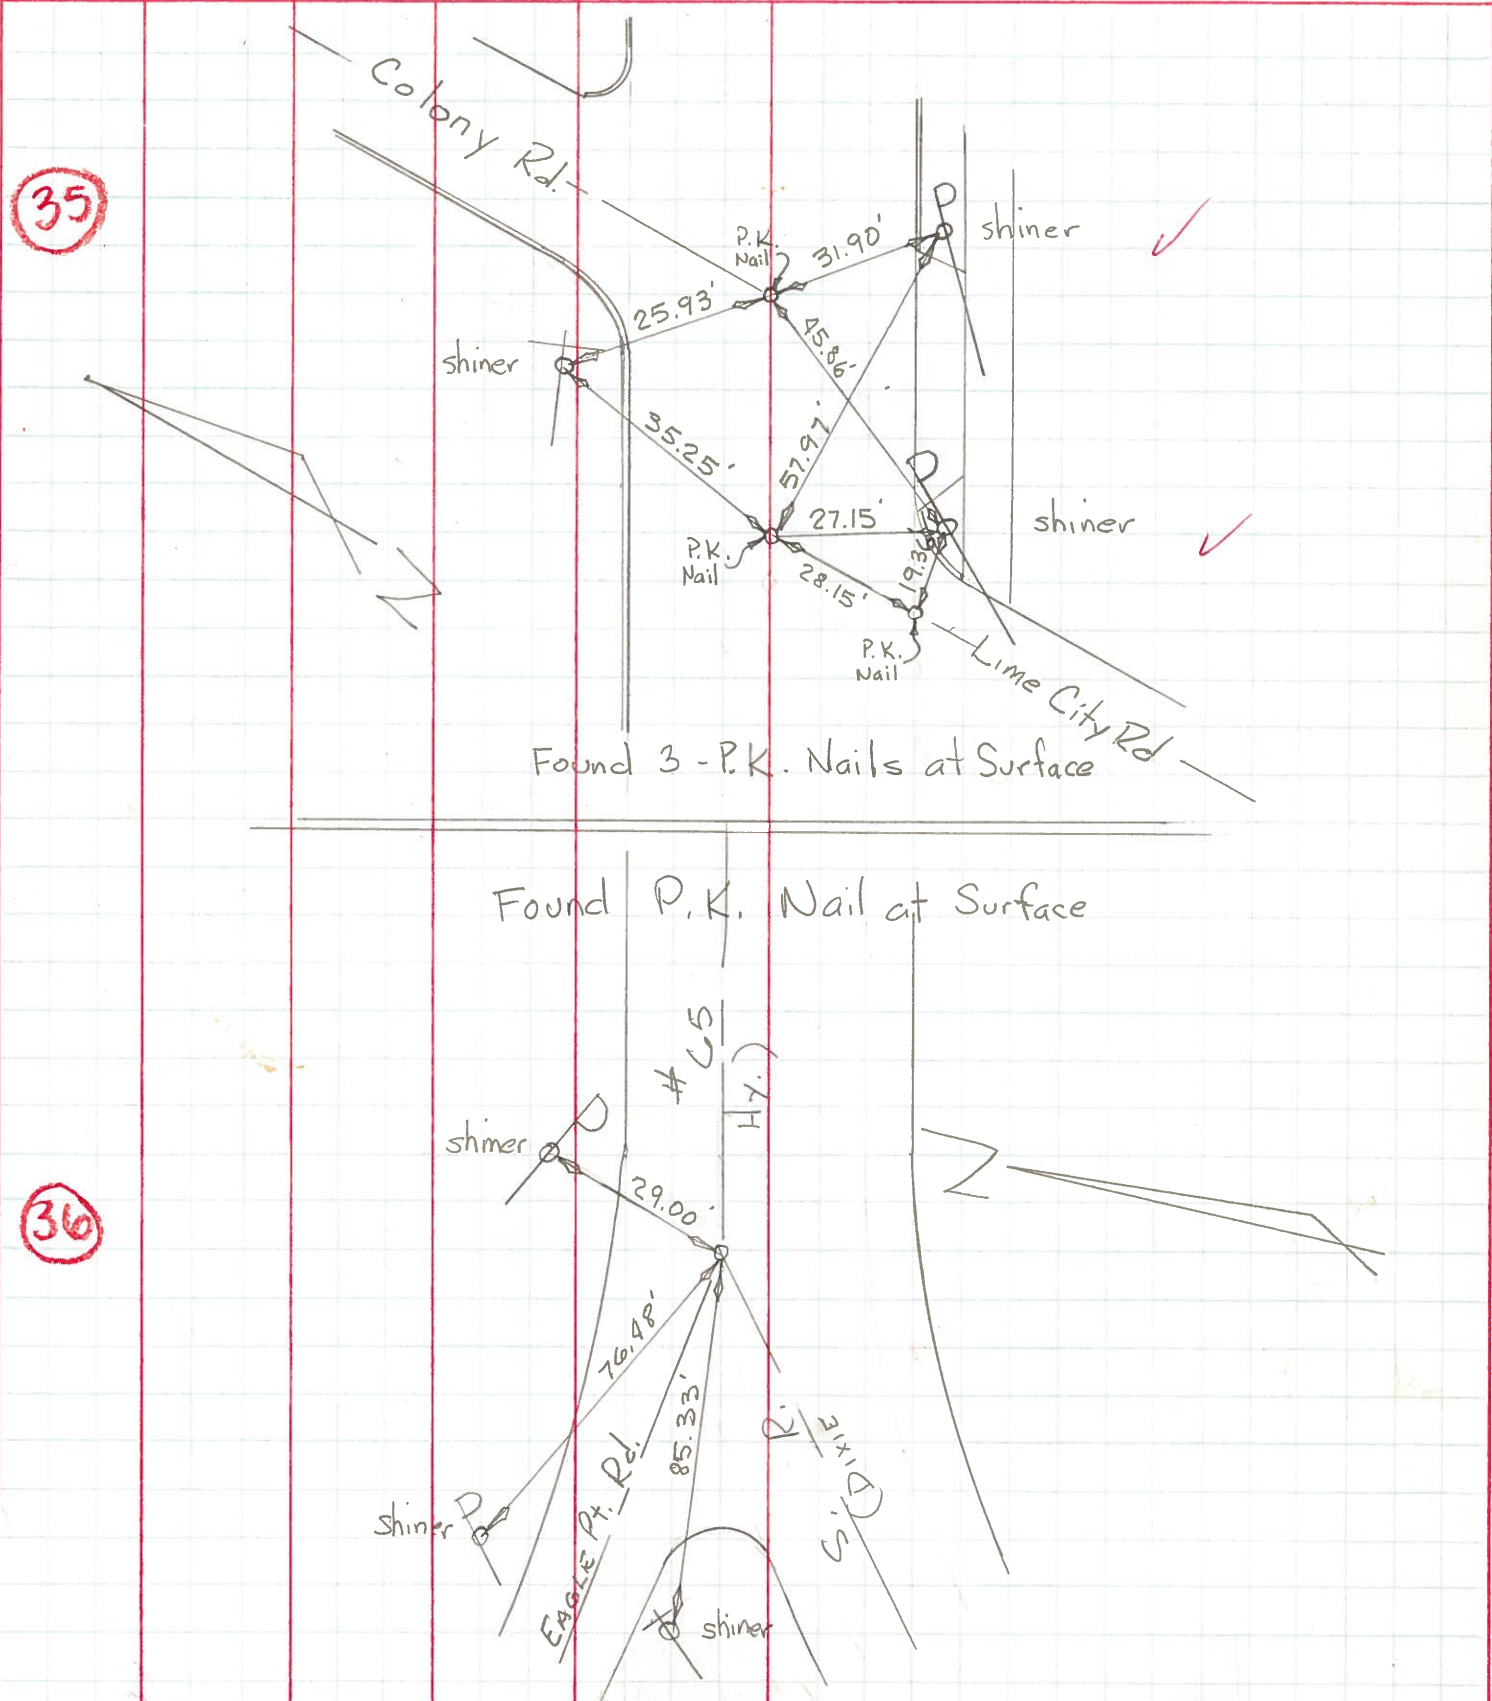 35
Colony Rd.
P.K.
Nail
31.90'
P
shiner
25.93'
45.86'
shiner
35.25'
57.97'
P
27.15'
shiner
P.K.
Nail
28.15'
19.36
P.K.
Nail
Lime City Rd
Found 3 - P.K. Nails at Surface
Found P.K. Nail at Surface
# 65
Hy.)
shiner
P
29.00'
N
36
76.48'
85.33'
R.
(DIXIE
S.
EAGLE Pt. Rd.
shiner
P
shiner
N